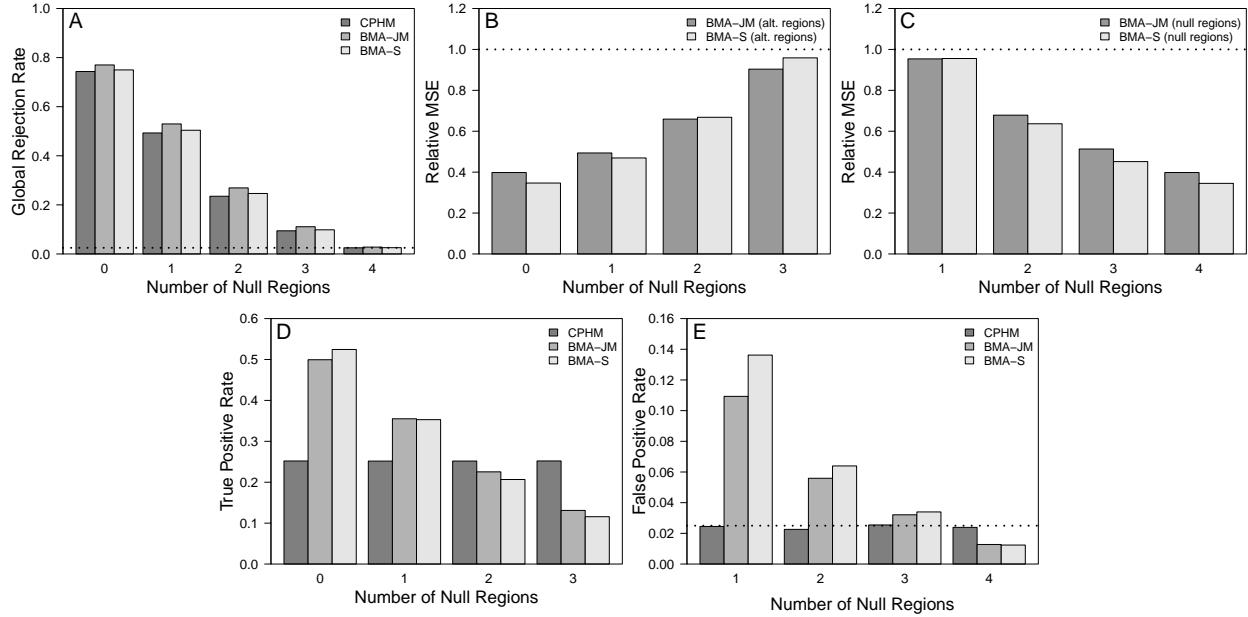 A
CPHM
BMA−JM
BMA−S
Global Rejection Rate
1.0
0.8
0.6
0.4
0.2
0.0
0 1 2 3 4
Number of Null Regions
B
BMA−JM (alt. regions)
BMA−S (alt. regions)
Relative MSE
1.2
1.0
0.8
0.6
0.4
0.2
0.0
0 1 2 3
Number of Null Regions
C
BMA−JM (null regions)
BMA−S (null regions)
Relative MSE
1.2
1.0
0.8
0.6
0.4
0.2
0.0
1 2 3 4
Number of Null Regions
D
CPHM
BMA−JM
BMA−S
True Positive Rate
0.6
0.5
0.4
0.3
0.2
0.1
0.0
0 1 2 3
Number of Null Regions
E
CPHM
BMA−JM
BMA−S
False Positive Rate
0.16
0.14
0.12
0.10
0.08
0.06
0.04
0.02
0.00
1 2 3 4
Number of Null Regions